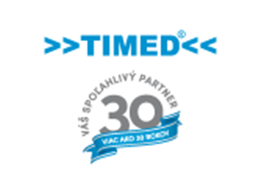 >>TIMED®<<
VÁŠ SPOĽAHLIVÝ PARTNER
30
VIAC AKO 30 ROKOV